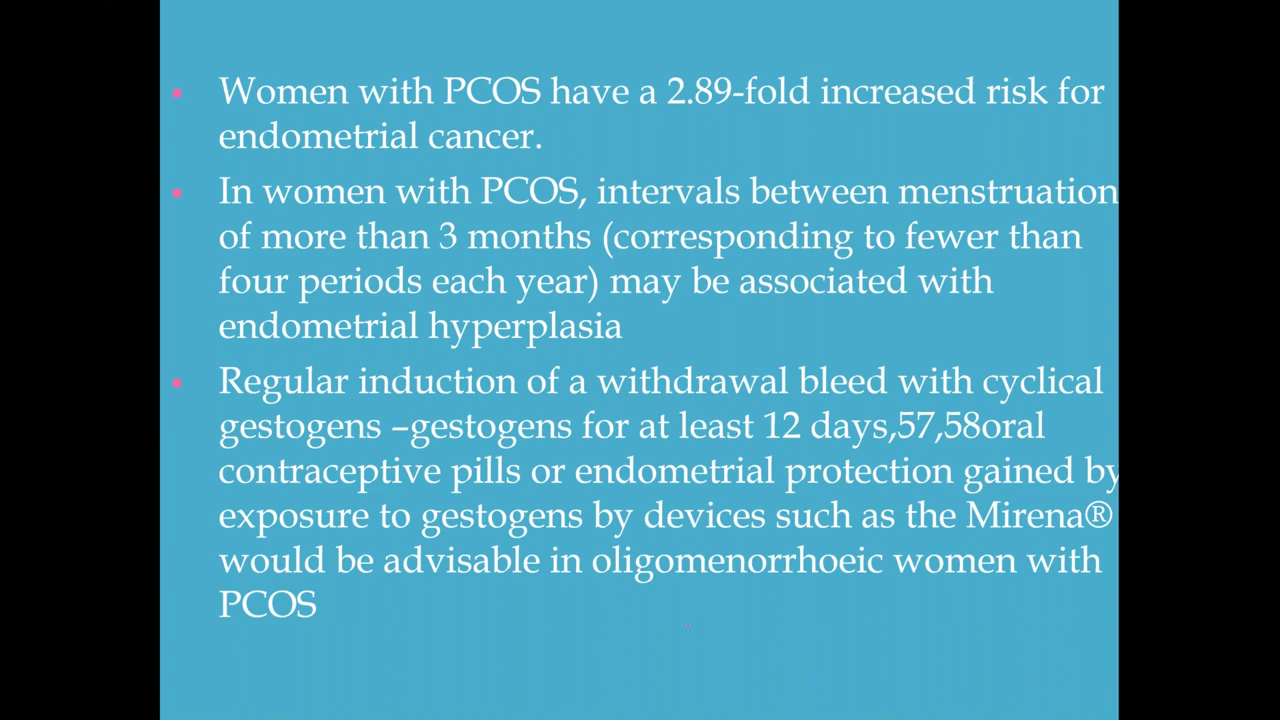 Women with PCOS have a 2.89-fold increased risk for
endometrial cancer.
In women with PCOS, intervals between menstruation
of more than 3 months (corresponding to fewer than
four periods each year) may be associated with
endometrial hyperplasia
Regular induction of a withdrawal bleed with cyclical
gestogens –gestogens for at least 12 days,57,58oral
contraceptive pills or endometrial protection gained by
exposure to gestogens by devices such as the Mirena®
would be advisable in oligomenorrhoeic women with
PCOS